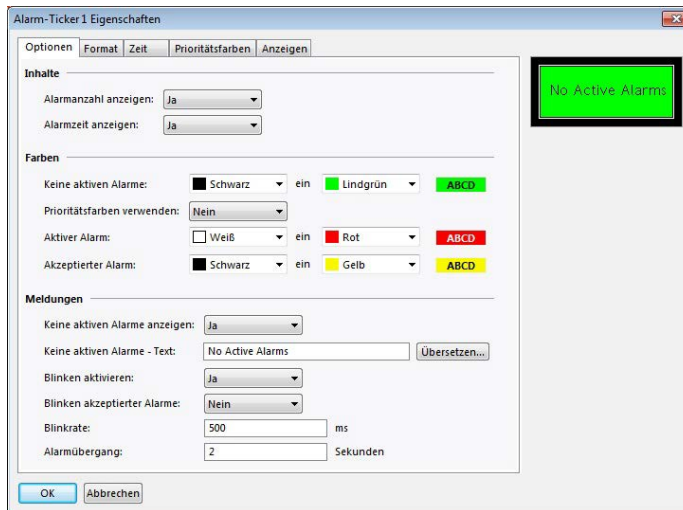 Alarm-Ticker 1 Eigenschaften
Optionen Format Zeit Prioritätsfarben Anzeigen
Inhalte
Alarmanzahl anzeigen: Ja
Alarmzeit anzeigen: Ja
Farben
Keine aktiven Alarme: Schwarz ein Lindgrün ABCD
Prioritätsfarben verwenden: Nein
Aktiver Alarm: Weiß ein Rot ABCD
Akzeptierter Alarm: Schwarz ein Gelb ABCD
Meldungen
Keine aktiven Alarme anzeigen: Ja
Keine aktiven Alarme - Text: No Active Alarms Übersetzen...
Blinken aktivieren: Ja
Blinken akzeptierter Alarme: Nein
Blinkrate: 500 ms
Alarmübergang: 2 Sekunden
OK Abbrechen
No Active Alarms